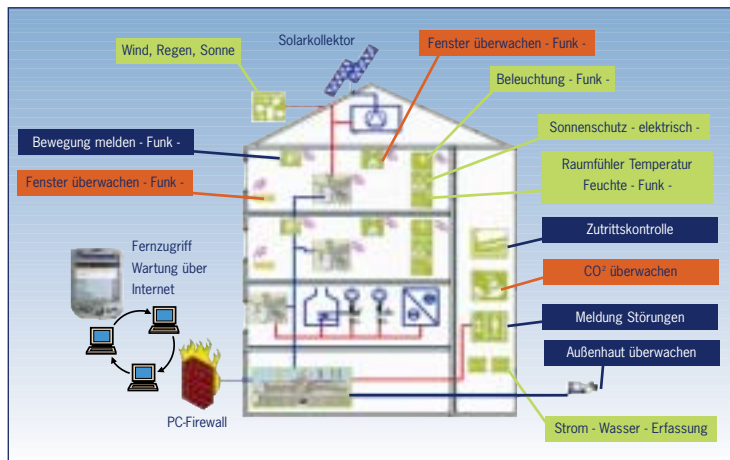 Solarkollektor
Fenster überwachen - Funk -
Wind, Regen, Sonne
Beleuchtung - Funk -
Sonnenschutz - elektrisch -
Bewegung melden - Funk -
Raumfühler Temperatur
Feuchte - Funk -
Fenster überwachen - Funk -
Zutrittskontrolle
Fernzugriff
Wartung über
Internet
CO² überwachen
Meldung Störungen
Außenhaut überwachen
PC-Firewall
Strom - Wasser - Erfassung